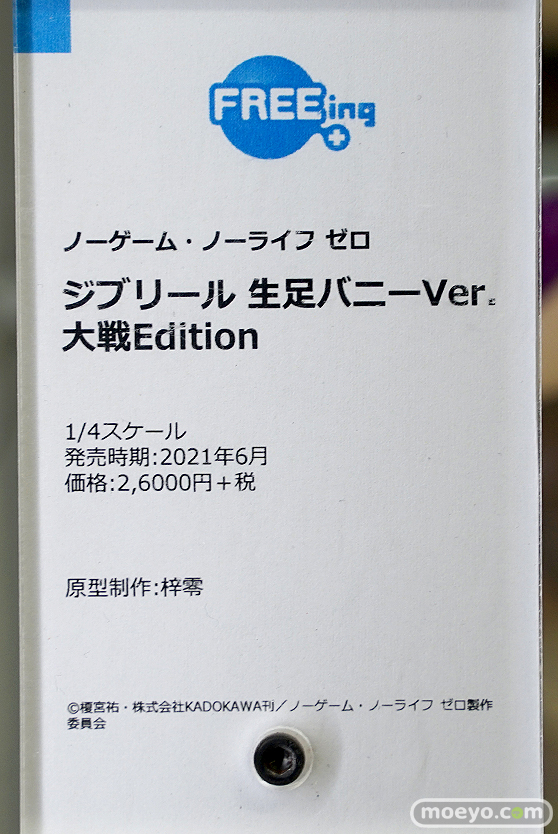 FREEing
ノーゲーム・ノーライフ ゼロ
ジブリール 生足バニーVer.
大戦Edition
1/4スケール
発売時期:2021年6月
価格:2,6000円＋税
原型制作:梓零
©榎宮祐・株式会社KADOKAWA刊／ノーゲーム・ノーライフ ゼロ製作
委員会
moeyo.com